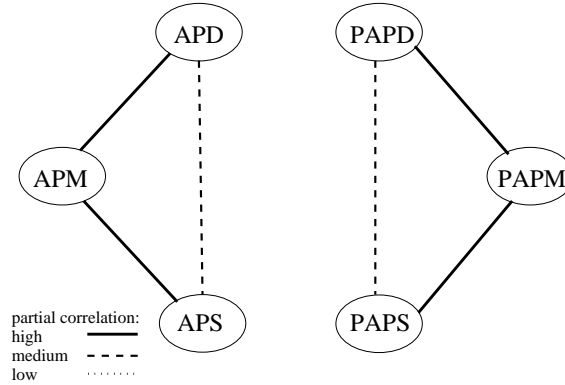 APD PAPD
APM PAPM
APS PAPS
partial correlation:
high
medium
low